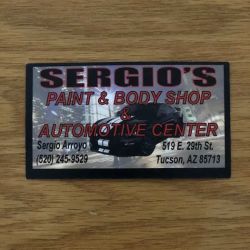 SERGIO'S
PAINT & BODY SHOP
&
AUTOMOTIVE CENTER
Sergio Arroyo
(520) 245-9529
519 E. 29th St.
Tucson, AZ 85713